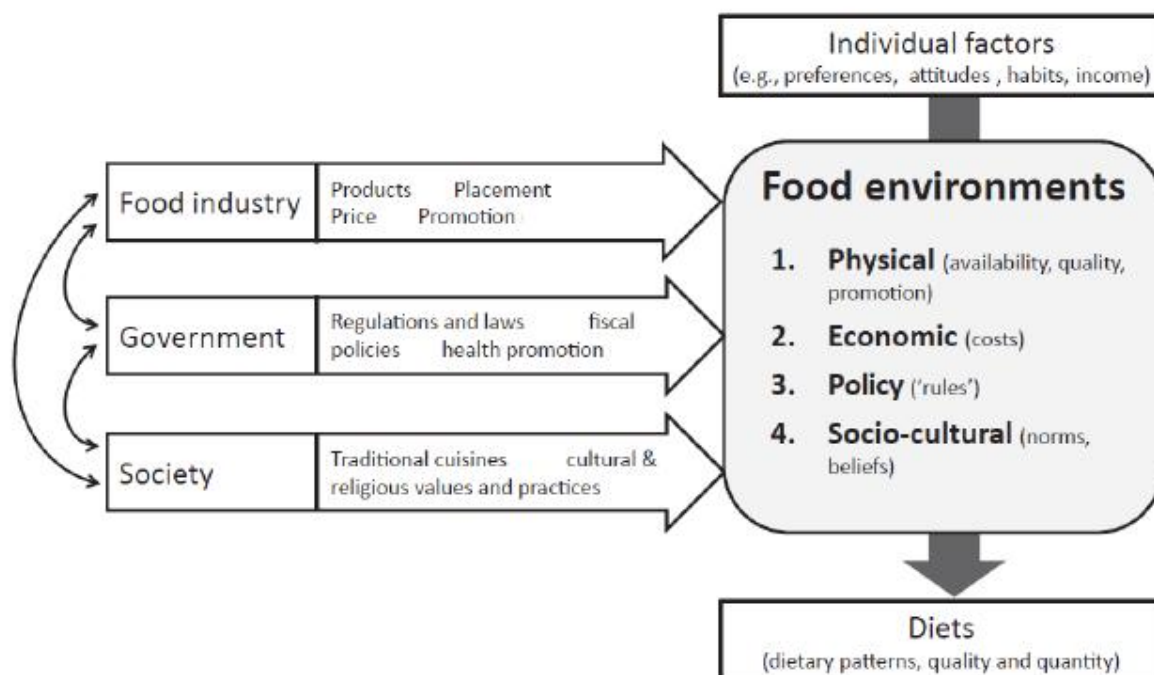 Individual factors
(e.g., preferences, attitudes , habits, income)
Food industry
Products Placement
Price Promotion
Government
Regulations and laws fiscal
policies health promotion
Society
Traditional cuisines cultural &
religious values and practices
Food environments
1. Physical (availability, quality,
promotion)
2. Economic (costs)
3. Policy (‘rules’)
4. Socio-cultural (norms,
beliefs)
Diets
(dietary patterns, quality and quantity)